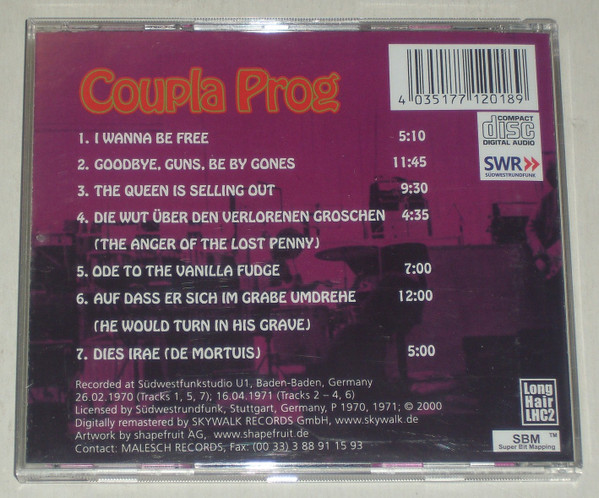 Coupla Prog
4 035177 120189
COMPACT
disc
DIGITAL AUDIO
SWR
SÜDWESTRUNDFUNK
1. I WANNA BE FREE 5:10
2. GOODBYE, GUNS, BE BY GONES 11:45
3. THE QUEEN IS SELLING OUT 9:30
4. DIE WUT ÜBER DEN VERLORENEN GROSCHEN 4:35
(THE ANGER OF THE LOST PENNY)
5. ODE TO THE VANILLA FUDGE 7:00
6. AUF DASS ER SICH IM GRABE UMDREHE 12:00
(HE WOULD TURN IN HIS GRAVE)
7. DIES IRAE (DE MORTUIS) 5:00
Recorded at Südwestfunkstudio U1, Baden-Baden, Germany
26.02.1970 (Tracks 1, 5, 7); 16.04.1971 (Tracks 2 – 4, 6)
Licensed by Südwestrundfunk, Stuttgart, Germany, P 1970, 1971; © 2000
Digitally remastered by SKYWALK RECORDS GmbH, www.skywalk.de
Artwork by shapefruit AG, www.shapefruit.de
Contact: MALESCH RECORDS, Fax: (00 33) 3 88 91 15 93
Long
Hair
LHC2
SBM TM
Super Bit Mapping